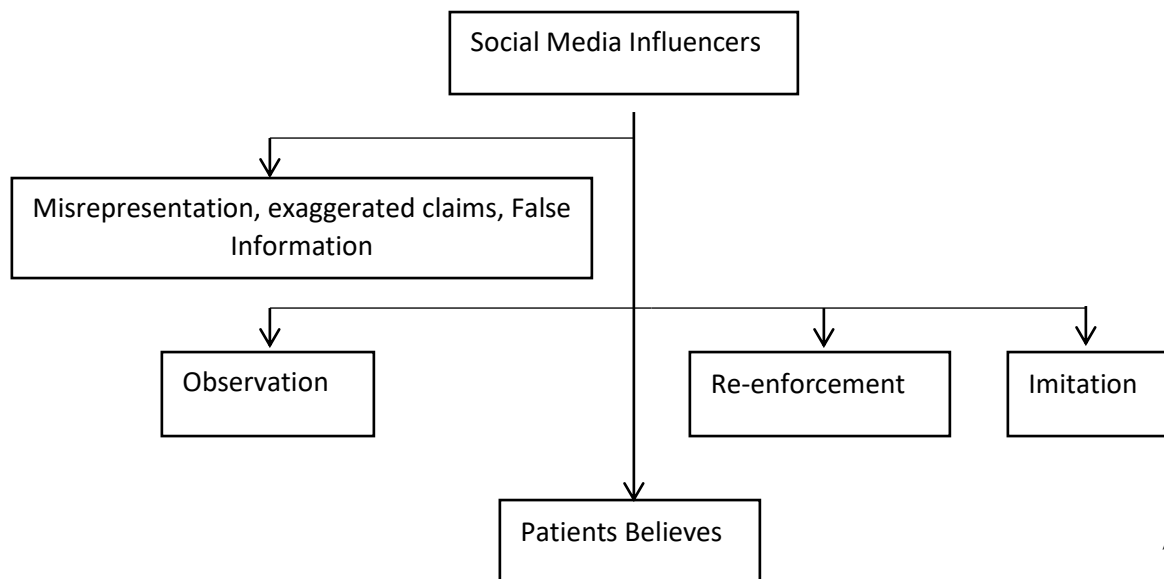 Social Media Influencers
Misrepresentation, exaggerated claims, False
Information
Observation
Re-enforcement
Imitation
Patients Believes